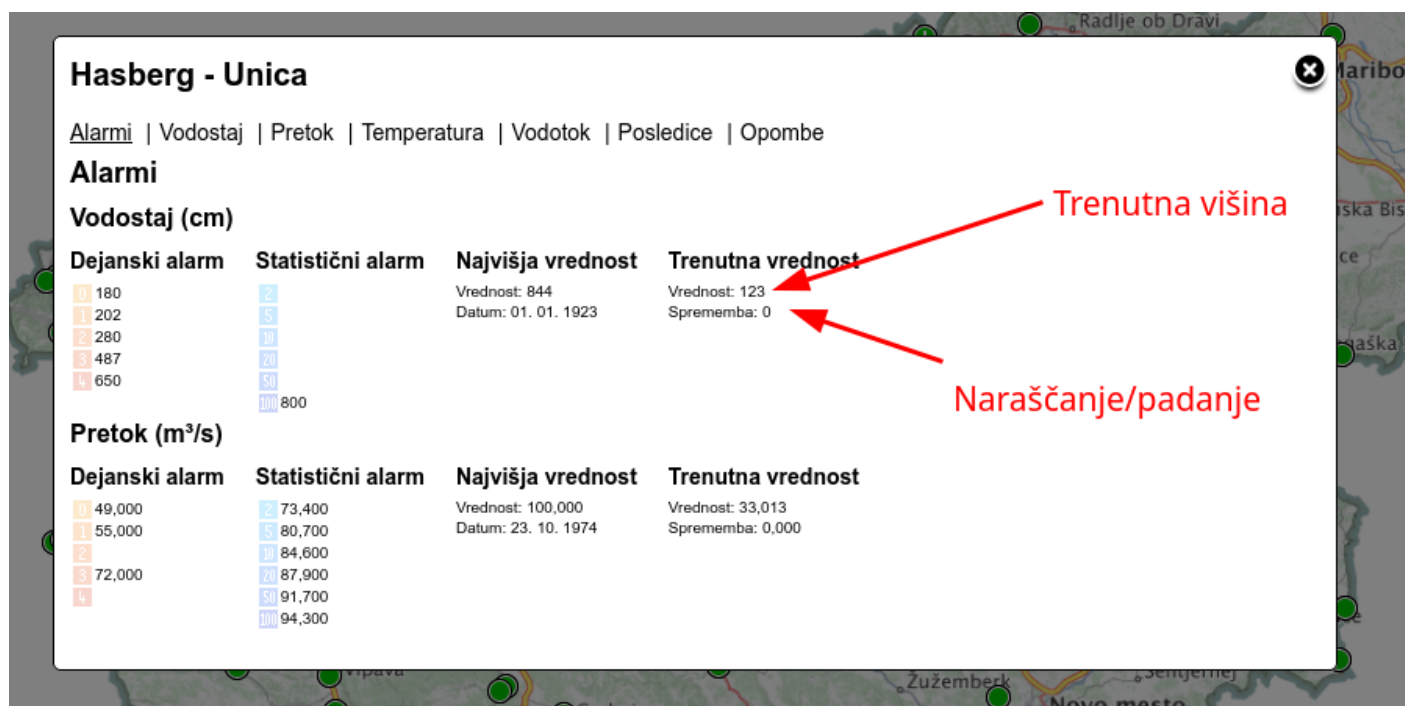 Radlje ob Dravi
Hasberg - Unica
Maribo
Alarmi | Vodostaj | Pretok | Temperatura | Vodotok | Posledice | Opombe
Alarmi
Trenutna višina
Vodostaj (cm)
nska Bis
Dejanski alarm Statistični alarm Najvišja vrednost Trenutna vrednost
0 180 2 Vrednost: 844 Vrednost: 123
1 202 5 Datum: 01. 01. 1923 Sprememba: 0
2 280 10
3 487 20
4 650 50
100 800
Naraščanje/padanje
Pretok (m³/s)
Dejanski alarm Statistični alarm Najvišja vrednost Trenutna vrednost
0 49,000 2 73,400 Vrednost: 100,000 Vrednost: 33,013
1 55,000 5 80,700 Datum: 23. 10. 1974 Sprememba: 0,000
2 10 84,600
3 72,000 20 87,900
4 50 91,700
100 94,300
Vipava
Žužemberk
Šentjernej
Novo mesto